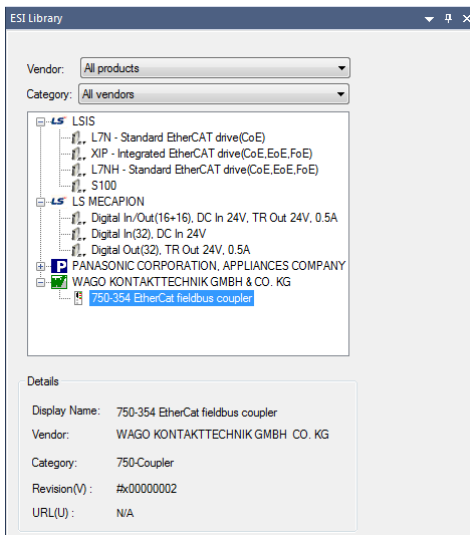 ESI Library
Vendor: All products
Category: All vendors
LS LSIS
L7N - Standard EtherCAT drive(CoE)
XIP - Integrated EtherCAT drive(CoE,EoE,FoE)
L7NH - Standard EtherCAT drive(CoE,EoE,FoE)
S100
LS LS MECAPION
Digital In/Out(16+16), DC In 24V, TR Out 24V, 0.5A
Digital In(32), DC In 24V
Digital Out(32), TR Out 24V, 0.5A
P PANASONIC CORPORATION, APPLIANCES COMPANY
WAGO KONTAKTTECHNIK GMBH & CO. KG
750-354 EtherCat fieldbus coupler
Details
Display Name: 750-354 EtherCat fieldbus coupler
Vendor: WAGO KONTAKTTECHNIK GMBH CO. KG
Category: 750-Coupler
Revision(V) : #x00000002
URL(U) : N/A